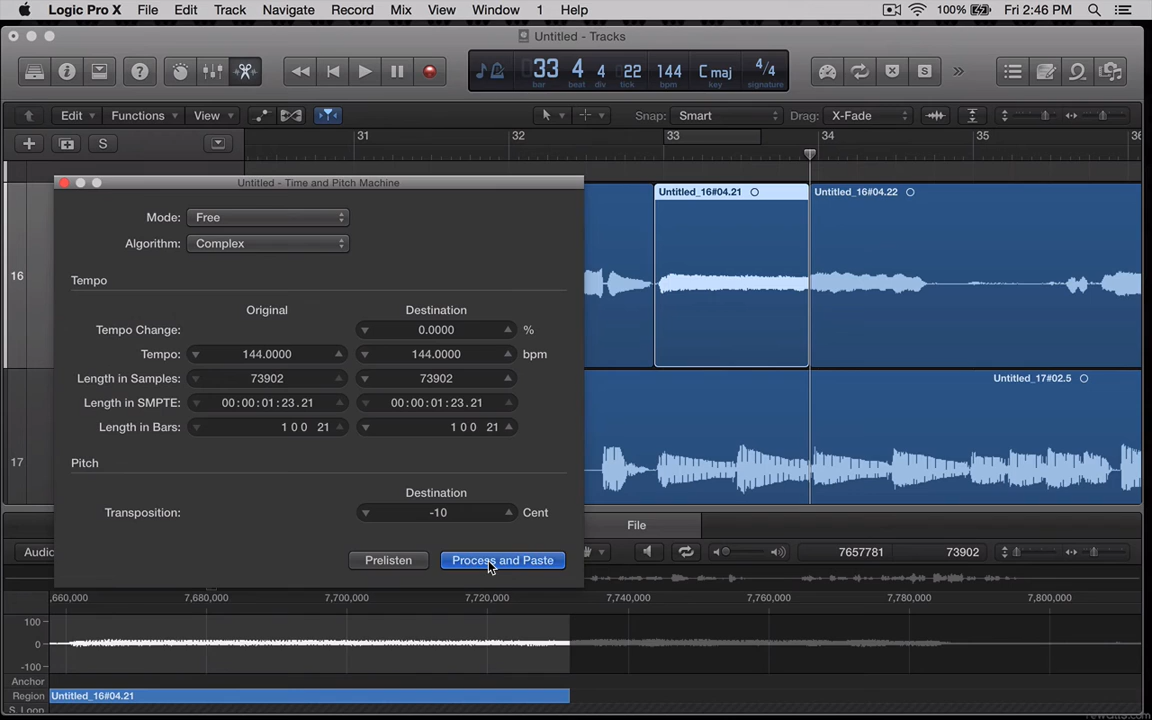 Logic Pro X File Edit Track Navigate Record Mix View Window 1 Help 100% Fri 2:46 PM
Untitled - Tracks
33 4 4 22 144 C maj 4/4
bar beat div tick bpm key signature
S
Edit Functions View Snap: Smart Drag: X-Fade
S 31 32 33 34 35 36
Untitled - Time and Pitch Machine
Untitled_16#04.21 Untitled_16#04.22
Mode: Free
Algorithm: Complex
16
Tempo
Original Destination
Tempo Change: 0.0000 %
Tempo: 144.0000 144.0000 bpm
Length in Samples: 73902 73902
Untitled_17#02.5
Length in SMPTE: 00:00:01:23.21 00:00:01:23.21
Length in Bars: 1 0 0 21 1 0 0 21
17
Pitch
Destination
Transposition: -10 Cent
File
Prelisten Process and Paste
Audio 7657781 73902
,660,000 7,680,000 7,700,000 7,720,000 7,740,000 7,760,000 7,780,000 7,800,000
100
0
-100
Anchor
Region Untitled_16#04.21
S. Loop